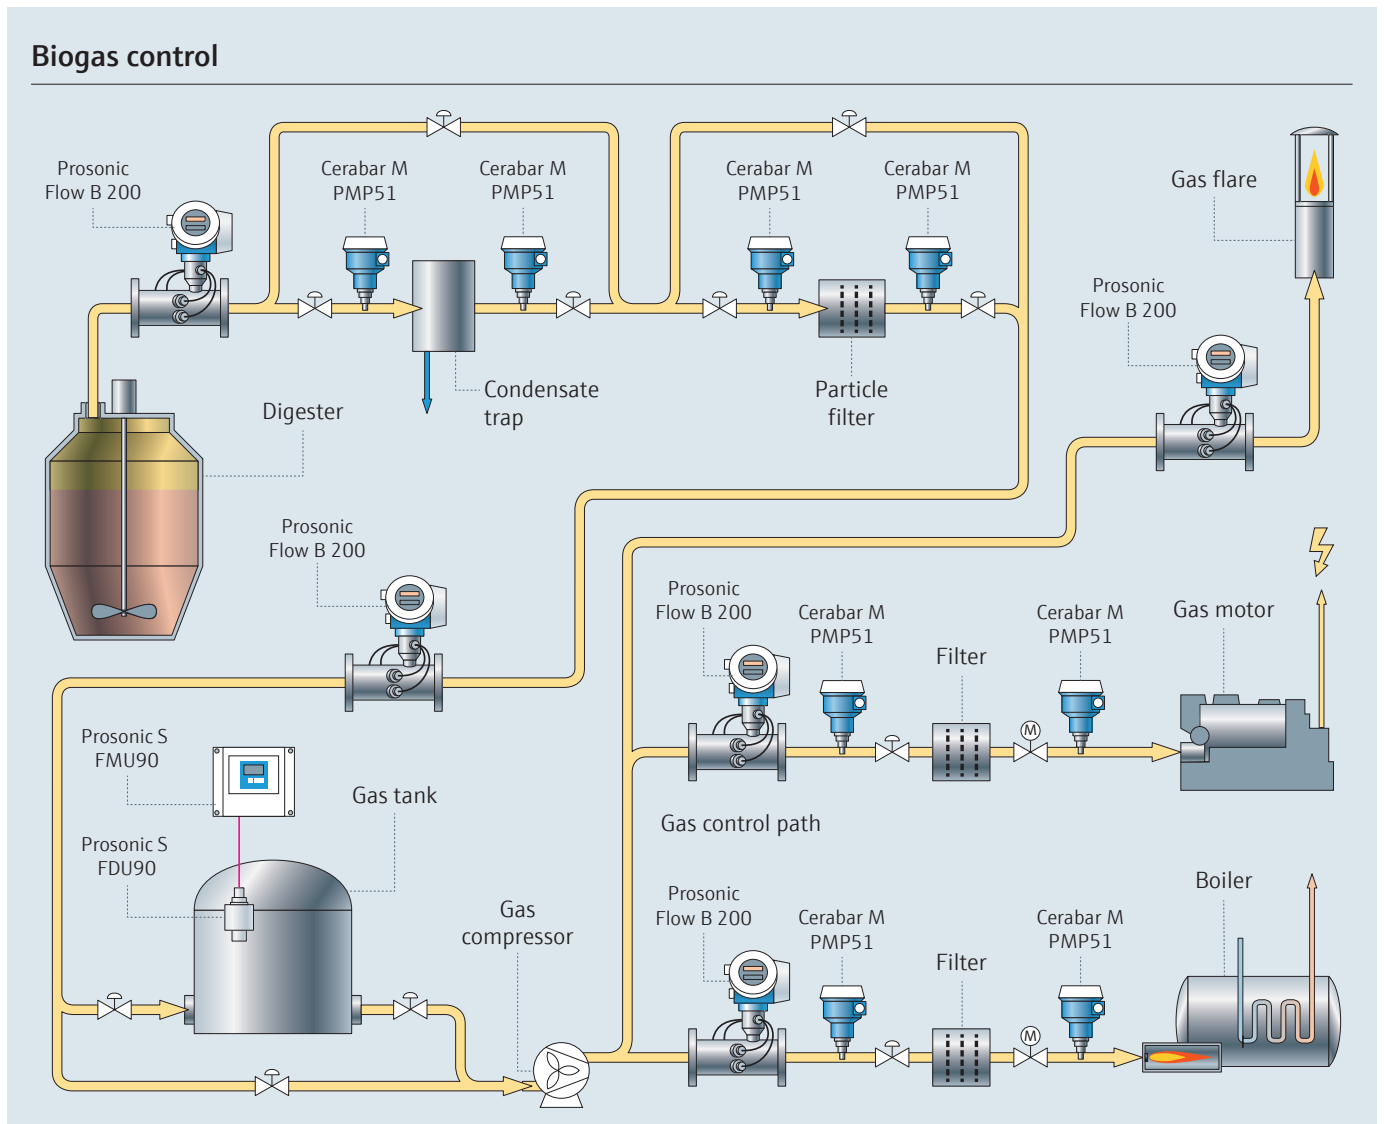 Biogas control
Prosonic
Flow B 200
Cerabar M
PMP51
Cerabar M
PMP51
Cerabar M
PMP51
Cerabar M
PMP51
Gas flare
Prosonic
Flow B 200
Digester
Condensate
trap
Particle
filter
Prosonic
Flow B 200
Prosonic
Flow B 200
Cerabar M
PMP51
Filter
Cerabar M
PMP51
Gas motor
M
Prosonic S
FMU90
Gas tank
Gas control path
Prosonic S
FDU90
Gas
compressor
Prosonic
Flow B 200
Cerabar M
PMP51
Filter
Cerabar M
PMP51
Boiler
M